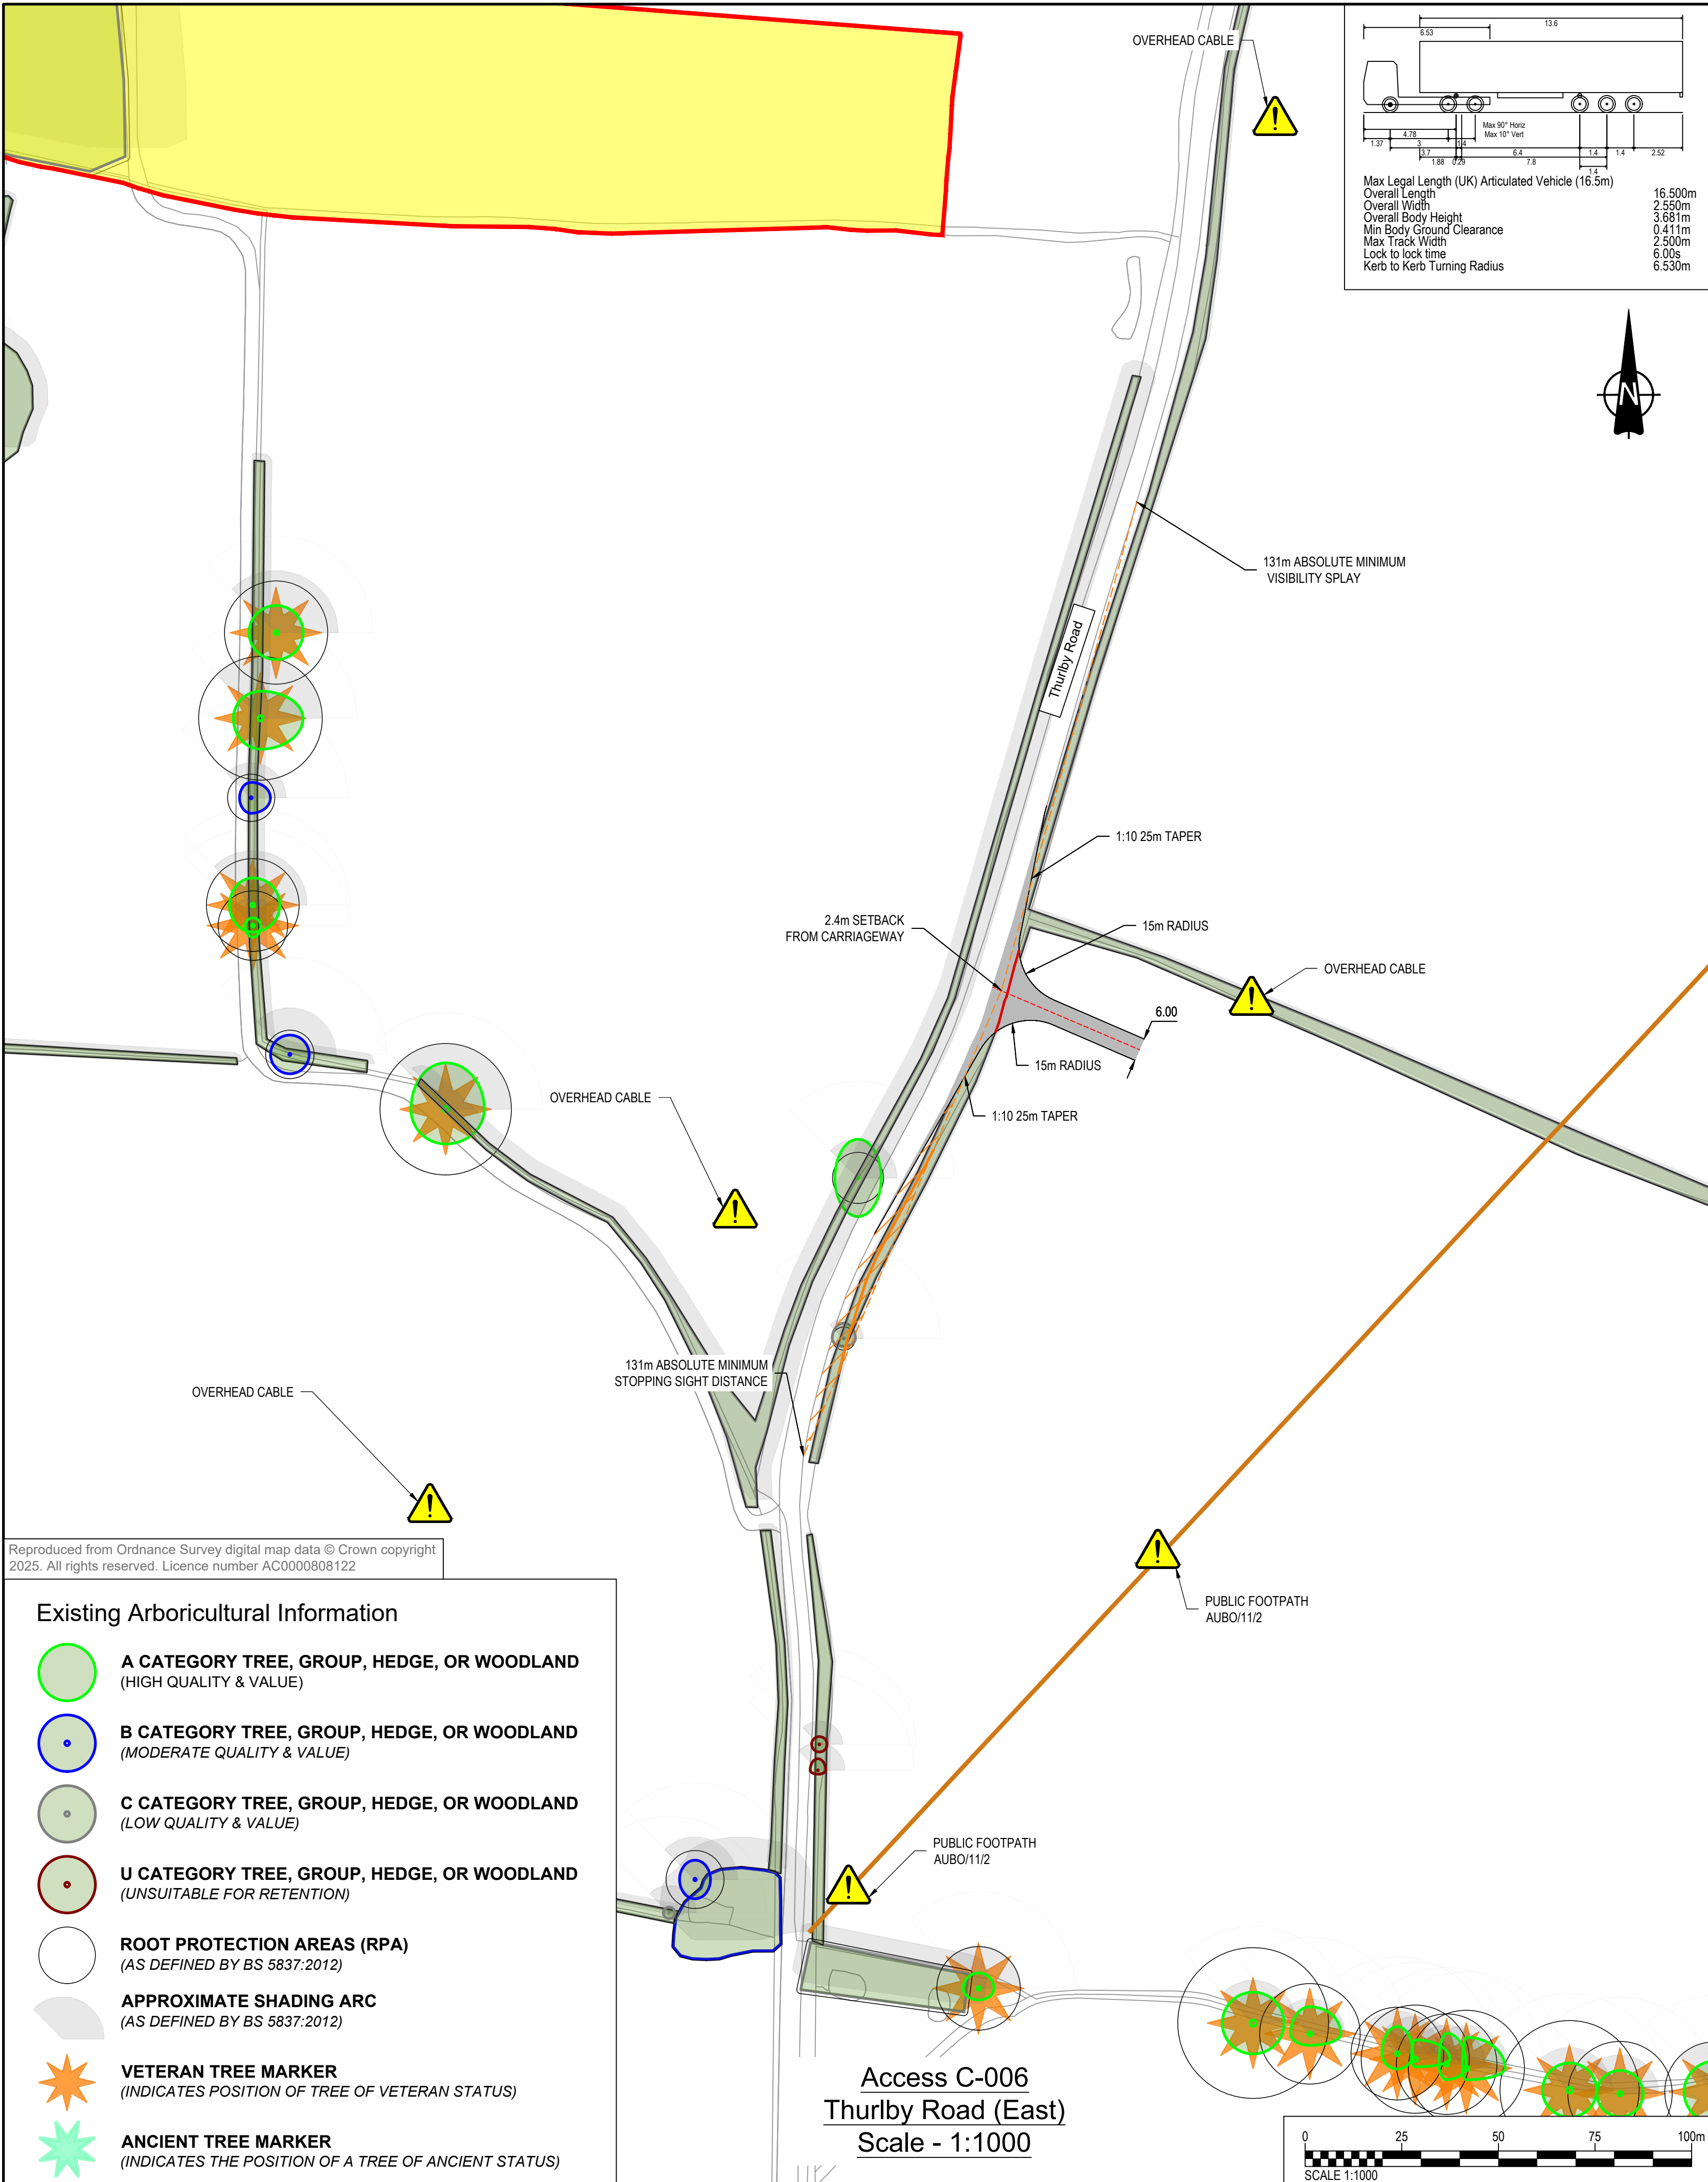 OVERHEAD CABLE
13.6
6.53
Max 90° Horiz
Max 10° Vert
4.78
1.37
3
1.4
3.7
6.4
1.4
1.4
2.52
1.88
0.29
7.8
1.4
Max Legal Length (UK) Articulated Vehicle (16.5m)
Overall Length 16.500m
Overall Width 2.550m
Overall Body Height 3.681m
Min Body Ground Clearance 0.411m
Max Track Width 2.500m
Lock to lock time 6.00s
Kerb to Kerb Turning Radius 6.530m
N
131m ABSOLUTE MINIMUM
VISIBILITY SPLAY
Thurlby Road
1:10 25m TAPER
2.4m SETBACK
FROM CARRIAGEWAY
15m RADIUS
OVERHEAD CABLE
6.00
15m RADIUS
1:10 25m TAPER
OVERHEAD CABLE
131m ABSOLUTE MINIMUM
STOPPING SIGHT DISTANCE
OVERHEAD CABLE
Reproduced from Ordnance Survey digital map data © Crown copyright
2025. All rights reserved. Licence number AC0000808122
PUBLIC FOOTPATH
AUBO/11/2
PUBLIC FOOTPATH
AUBO/11/2
Existing Arboricultural Information
A CATEGORY TREE, GROUP, HEDGE, OR WOODLAND
(HIGH QUALITY & VALUE)
B CATEGORY TREE, GROUP, HEDGE, OR WOODLAND
(MODERATE QUALITY & VALUE)
C CATEGORY TREE, GROUP, HEDGE, OR WOODLAND
(LOW QUALITY & VALUE)
U CATEGORY TREE, GROUP, HEDGE, OR WOODLAND
(UNSUITABLE FOR RETENTION)
ROOT PROTECTION AREAS (RPA)
(AS DEFINED BY BS 5837:2012)
APPROXIMATE SHADING ARC
(AS DEFINED BY BS 5837:2012)
VETERAN TREE MARKER
(INDICATES POSITION OF TREE OF VETERAN STATUS)
ANCIENT TREE MARKER
(INDICATES THE POSITION OF A TREE OF ANCIENT STATUS)
Access C-006
Thurlby Road (East)
Scale - 1:1000
0 25 50 75 100m
SCALE 1:1000